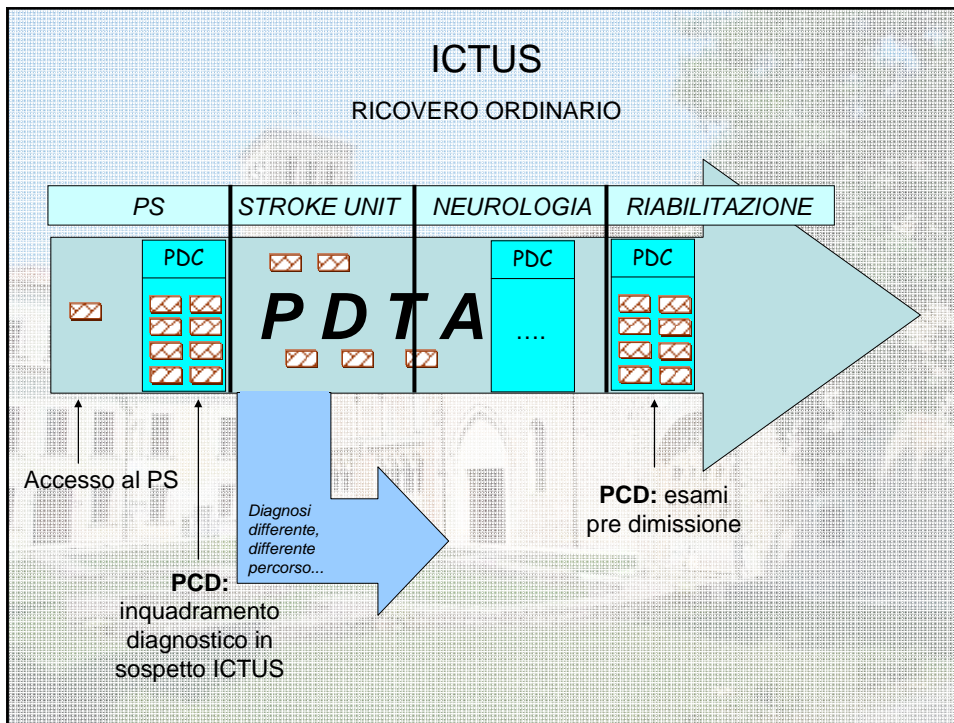 ICTUS
RICOVERO ORDINARIO
PS
STROKE UNIT
NEUROLOGIA
RIABILITAZIONE
PDC
PDC
PDC
P D T A
....
Accesso al PS
Diagnosi
differente,
differente
percorso...
PCD: esami
pre dimissione
PCD:
inquadramento
diagnostico in
sospetto ICTUS